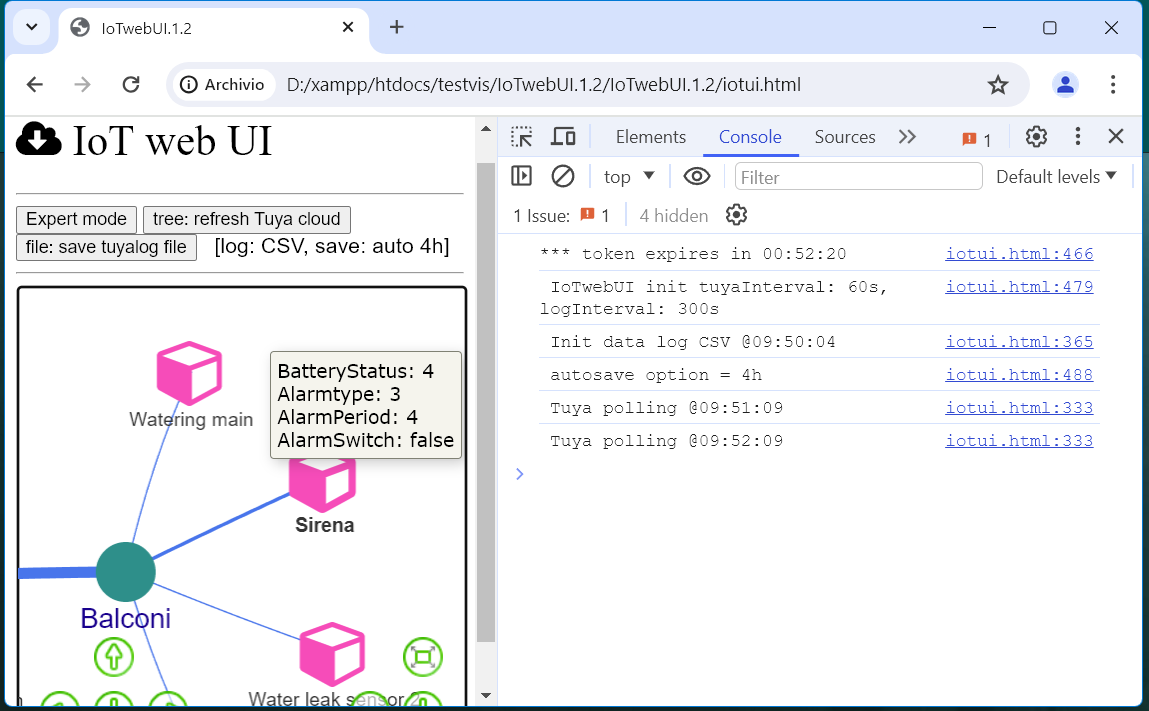 IoTwebUI.1.2
Archivio
D:/xampp/htdocs/testvis/IoTwebUI.1.2/IoTwebUI.1.2/iotui.html
IoT web UI
Expert mode
tree: refresh Tuya cloud
file: save tuyalog file
[log: CSV, save: auto 4h]
Watering main
BatteryStatus: 4
Alarmtype: 3
AlarmPeriod: 4
AlarmSwitch: false
Sirena
Balconi
Water leak sensor 2
Elements Console Sources 1
top Filter Default levels
1 Issue: 1 4 hidden
*** token expires in 00:52:20 iotui.html:466
IoTwebUI init tuyaInterval: 60s, iotui.html:479
logInterval: 300s
Init data log CSV @09:50:04 iotui.html:365
autosave option = 4h iotui.html:488
Tuya polling @09:51:09 iotui.html:333
Tuya polling @09:52:09 iotui.html:333